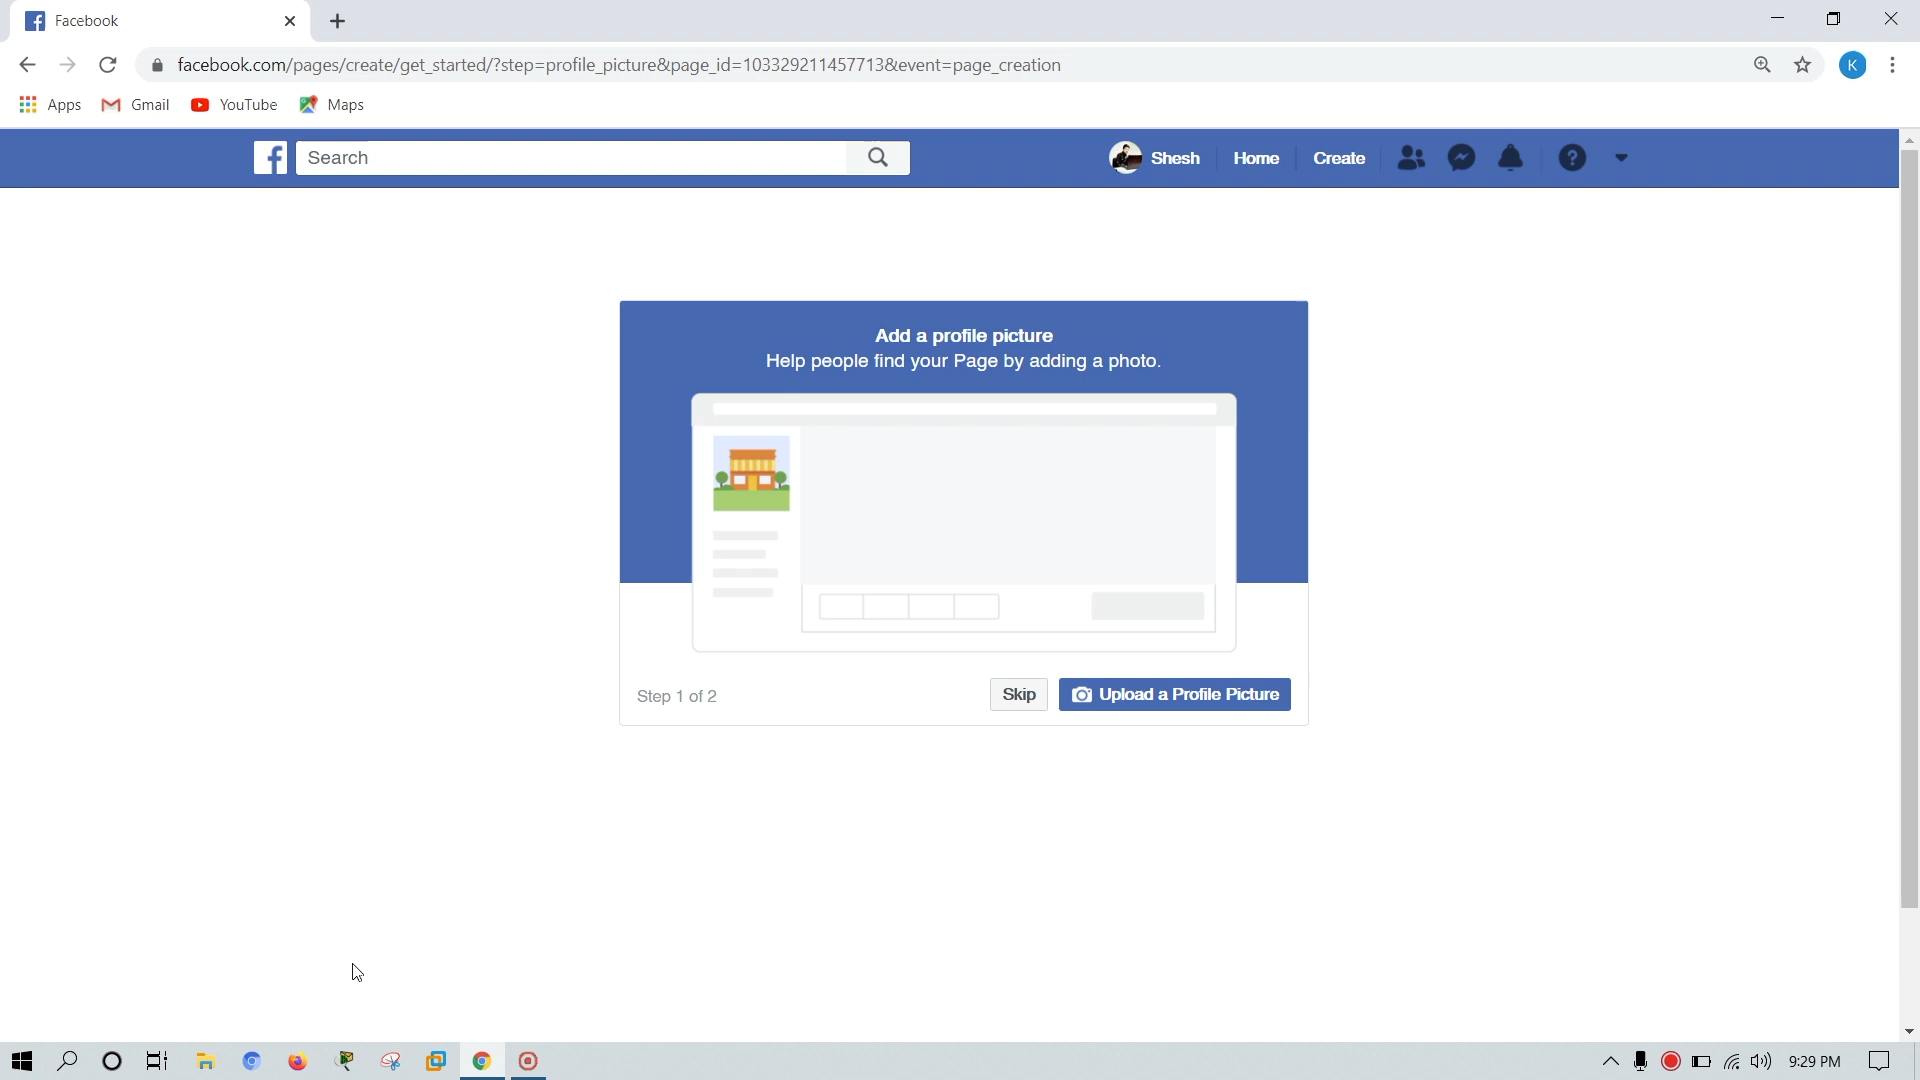 Facebook
facebook.com/pages/create/get_started/?step=profile_picture&page_id=103329211457713&event=page_creation
K
Apps
Gmail
YouTube
Maps
Search
Shesh
Home
Create
Add a profile picture
Help people find your Page by adding a photo.
Step 1 of 2
Skip
Upload a Profile Picture
9:29 PM